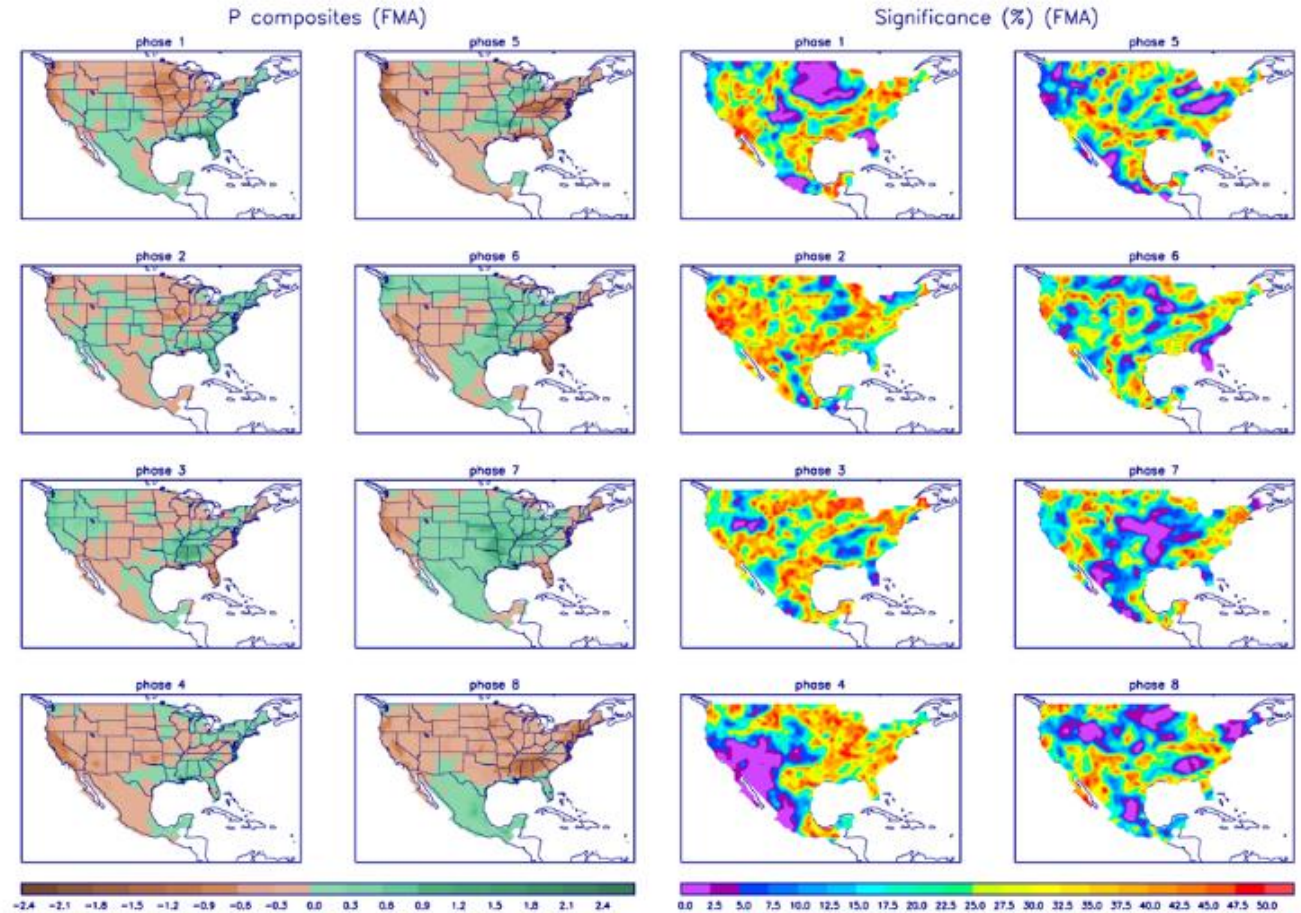 P composites (FMA)
Significance (%) (FMA)
phase 1
phase 5
phase 1
phase 5
phase 2
phase 6
phase 2
phase 6
phase 3
phase 7
phase 3
phase 7
phase 4
phase 8
phase 4
phase 8
-2.4 -2.1 -1.8 -1.5 -1.2 -0.9 -0.6 -0.3 0.0 0.3 0.6 0.9 1.2 1.5 1.8 2.1 2.4
0.0 2.5 5.0 7.5 10.0 12.5 15.0 17.5 20.0 22.5 25.0 27.5 30.0 32.5 35.0 37.5 40.0 42.5 45.0 47.5 50.0